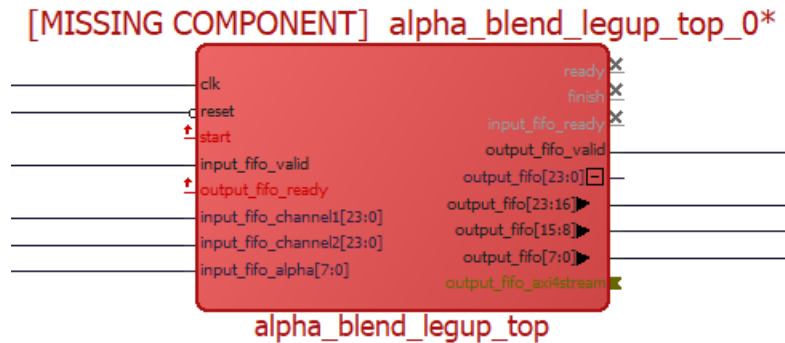 [MISSING COMPONENT] alpha_blend_legup_top_0*
clk
reset
start
input_fifo_valid
output_fifo_ready
input_fifo_channel1[23:0]
input_fifo_channel2[23:0]
input_fifo_alpha[7:0]
ready
finish
input_fifo_ready
output_fifo_valid
output_fifo[23:0]
output_fifo[23:16]
output_fifo[15:8]
output_fifo[7:0]
output_fifo_axi4stream
alpha_blend_legup_top